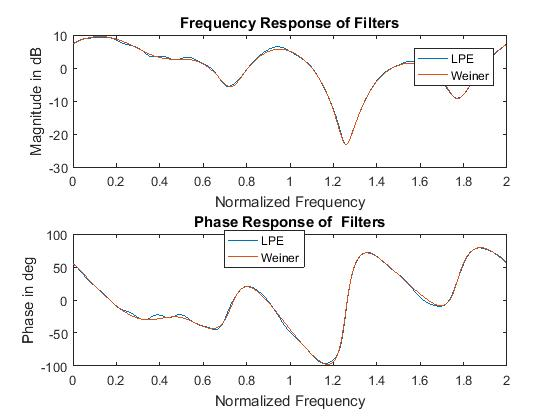 Frequency Response of Filters
Magnitude in dB
10
0
-10
-20
-30
LPE
Weiner
0 0.2 0.4 0.6 0.8 1 1.2 1.4 1.6 1.8 2
Normalized Frequency
Phase Response of Filters
Phase in deg
100
50
0
-50
-100
LPE
Weiner
0 0.2 0.4 0.6 0.8 1 1.2 1.4 1.6 1.8 2
Normalized Frequency